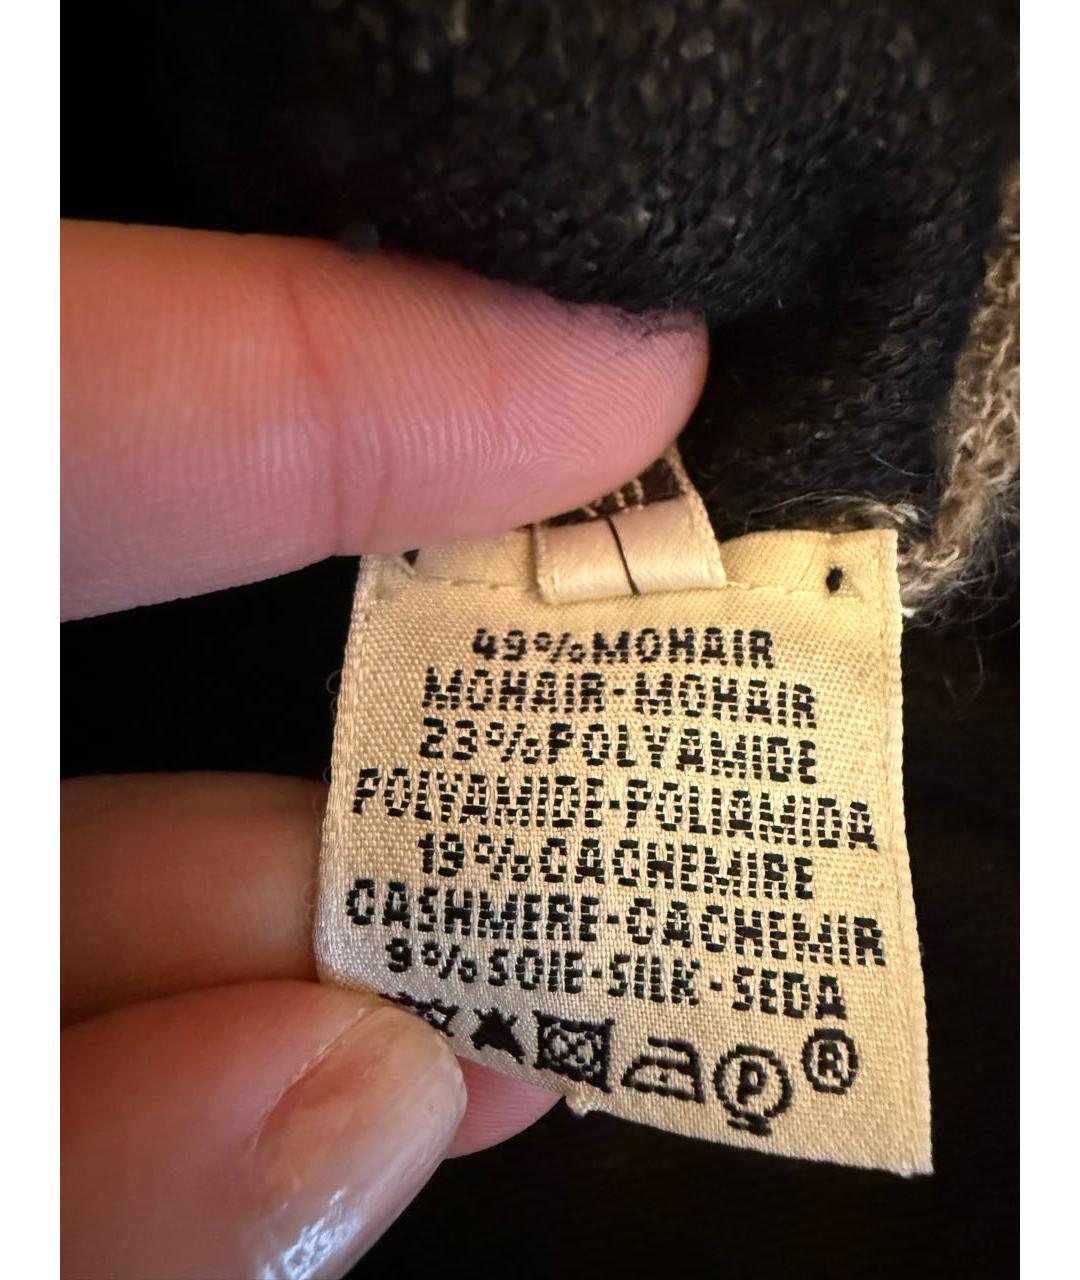 49%MOHAIR
MOHAIR-MOHAIR
23%POLYAMIDE
POLYAMIDE-POLIAMIDA
19%CACHEMIRE
CASHMERE-CACHEMIR
9%SOIE-SILK-SEDA
P ®